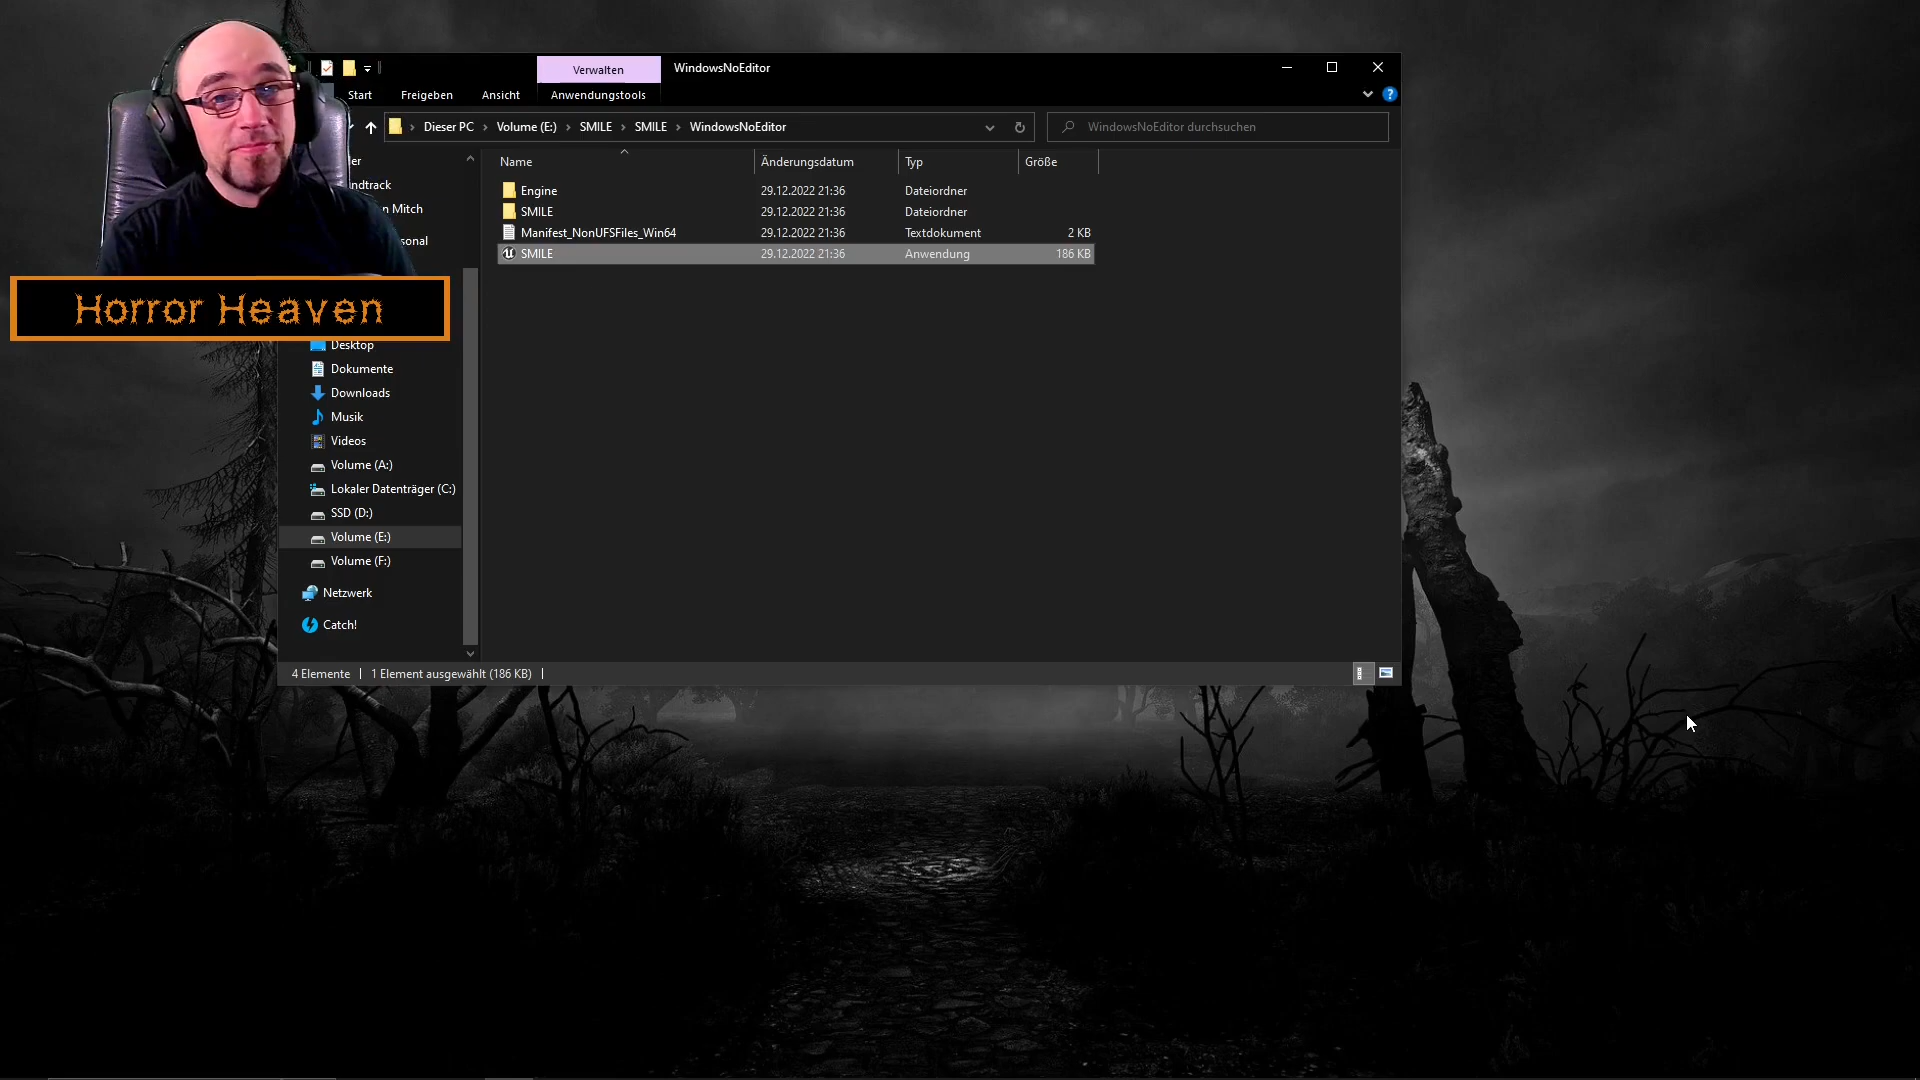 Verwalten
WindowsNoEditor
Start
Freigeben
Ansicht
Anwendungstools
Dieser PC
Volume (E:)
SMILE
SMILE
WindowsNoEditor
WindowsNoEditor durchsuchen
Name
Änderungsdatum
Typ
Größe
Engine
29.12.2022 21:36
Dateiordner
SMILE
29.12.2022 21:36
Dateiordner
Manifest_NonUFSFiles_Win64
29.12.2022 21:36
Textdokument
2 KB
SMILE
29.12.2022 21:36
Anwendung
186 KB
Mitch
Horror Heaven
Desktop
Dokumente
Downloads
Musik
Videos
Volume (A:)
Lokaler Datenträger (C:)
SSD (D:)
Volume (E:)
Volume (F:)
Netzwerk
Catch!
4 Elemente
1 Element ausgewählt (186 KB)